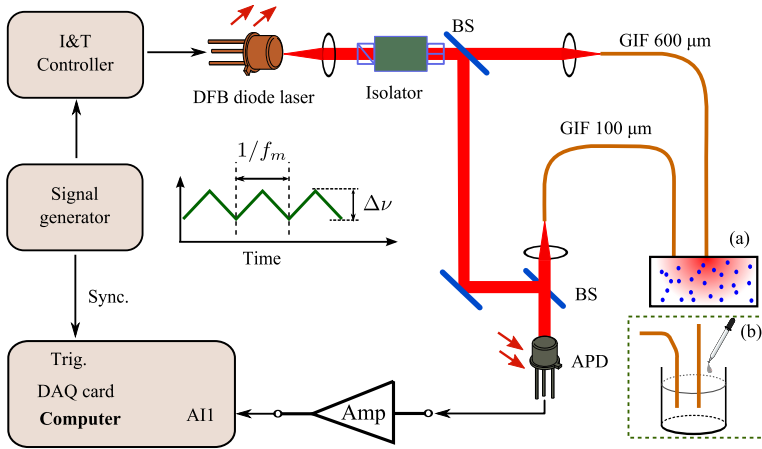 I&T
Controller
DFB diode laser
Isolator
BS
GIF 600 μm
GIF 100 μm
1/fm
Δν
Time
Signal
generator
Sync.
(a)
BS
(b)
APD
Trig.
DAQ card
Computer
AI1
Amp